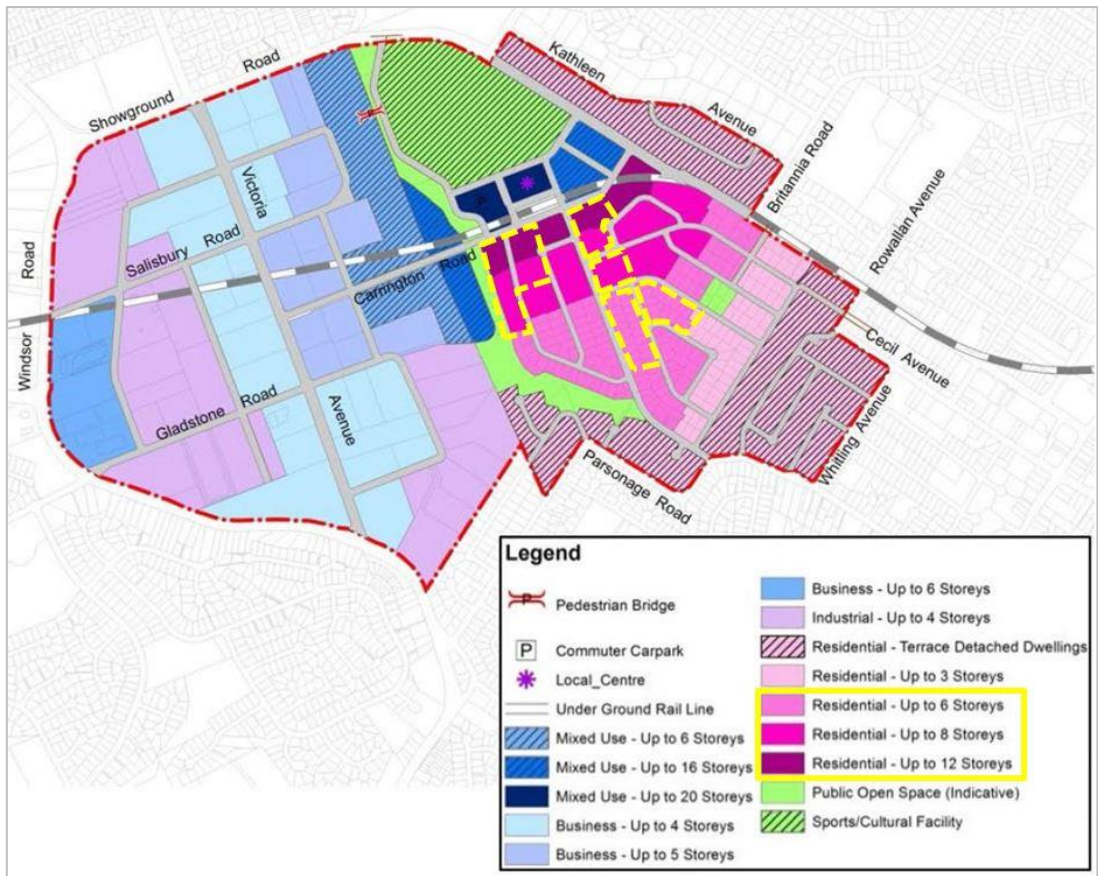 Kathleen
Road
Showground
Avenue
Britannia Road
Rowallan Avenue
Victoria
P
Road
Salisbury
Road
Carrington
Road
Windsor
Cecil Avenue
Road
Gladstone
Avenue
Whitling Avenue
Parsonage Road
Legend
P
Pedestrian Bridge
P
Commuter Carpark
Local_Centre
Under Ground Rail Line
Mixed Use - Up to 6 Storeys
Mixed Use - Up to 16 Storeys
Mixed Use - Up to 20 Storeys
Business - Up to 4 Storeys
Business - Up to 5 Storeys
Business - Up to 6 Storeys
Industrial - Up to 4 Storeys
Residential - Terrace Detached Dwellings
Residential - Up to 3 Storeys
Residential - Up to 6 Storeys
Residential - Up to 8 Storeys
Residential - Up to 12 Storeys
Public Open Space (Indicative)
Sports/Cultural Facility